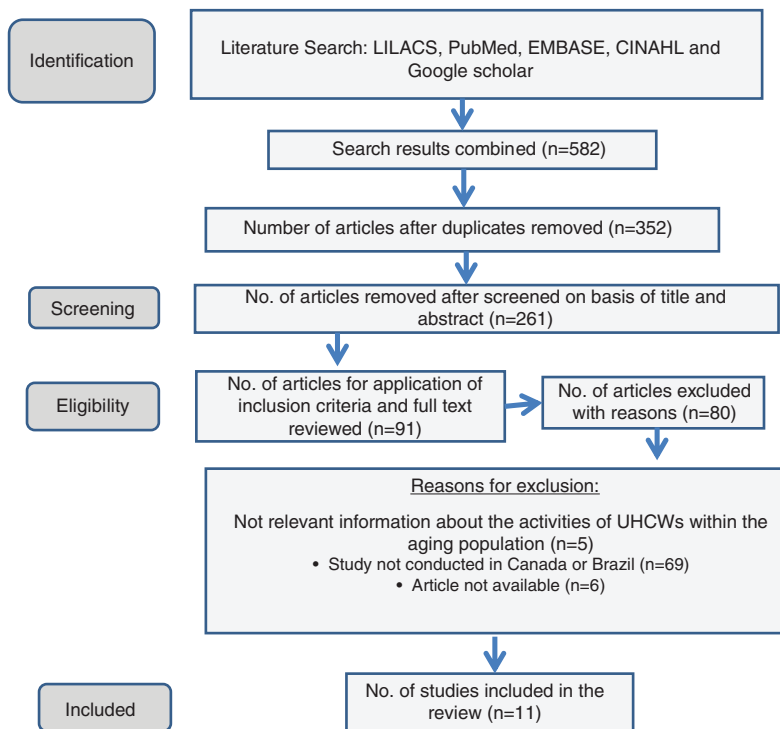 Identification
Literature Search: LILACS, PubMed, EMBASE, CINAHL and
Google scholar
Search results combined (n=582)
Number of articles after duplicates removed (n=352)
Screening
No. of articles removed after screened on basis of title and
abstract (n=261)
Eligibility
No. of articles for application of
inclusion criteria and full text
reviewed (n=91)
No. of articles excluded
with reasons (n=80)
Reasons for exclusion:
Not relevant information about the activities of UHCWs within the
aging population (n=5)
• Study not conducted in Canada or Brazil (n=69)
• Article not available (n=6)
Included
No. of studies included in the
review (n=11)